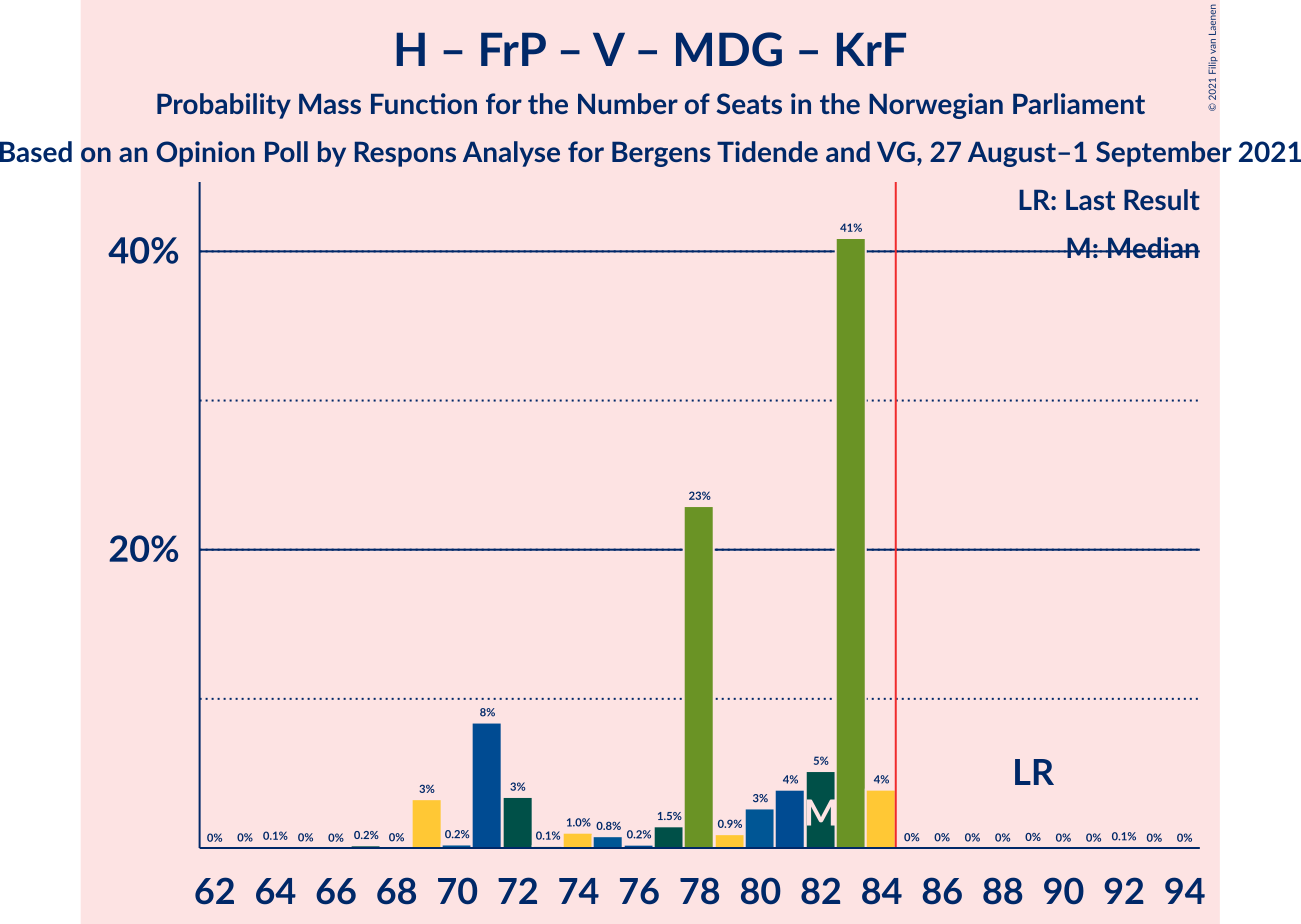 H – FrP – V – MDG – KrF
Probability Mass Function for the Number of Seats in the Norwegian Parliament
Based on an Opinion Poll by Respons Analyse for Bergens Tidende and VG, 27 August–1 September 2021
© 2021 Filip van Laenen
LR: Last Result
M: Median
40%
20%
0% 0% 0.1% 0% 0% 0.2% 0% 3% 0.2% 8% 3% 0.1% 1.0% 0.8% 0.2% 1.5% 23% 0.9% 3% 4% 5% 41% 4% 0% 0% 0% 0% 0% 0% 0% 0.1% 0% 0%
M
LR
62 64 66 68 70 72 74 76 78 80 82 84 86 88 90 92 94